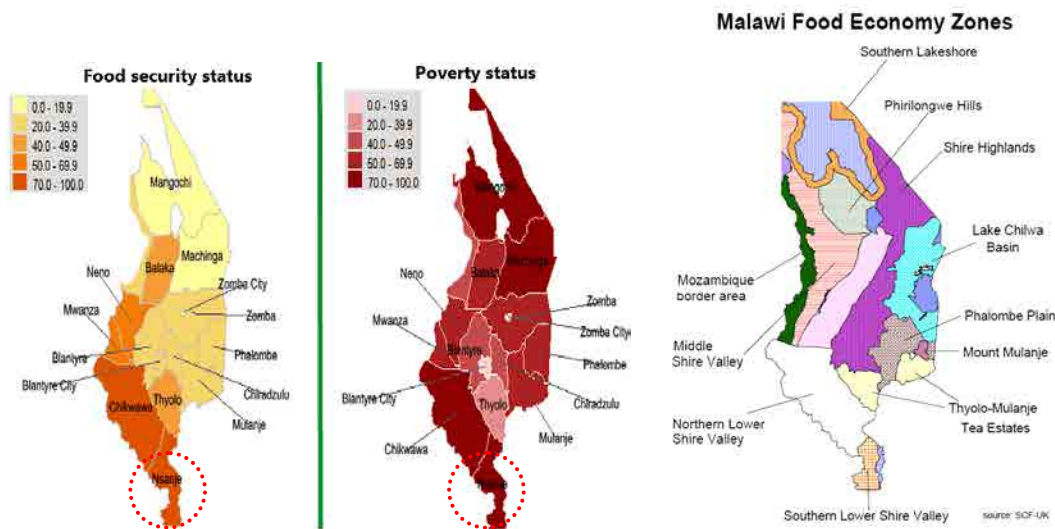 Malawi Food Economy Zones
Food security status
0.0 - 19.9
20.0 - 39.9
40.0 - 49.9
50.0 - 69.9
70.0 - 100.0
Mangochi
Machinga
Balaka
Neno
Zomba City
Mwanza
Zomba
Blantyre
Phalombe
Blantyre City
Chiradzulu
Chikwawa
Thyolo
Mulanje
Nsanje
Poverty status
0.0 - 19.9
20.0 - 39.9
40.0 - 49.9
50.0 - 69.9
70.0 - 100.0
Mangochi
Machinga
Balaka
Neno
Zomba
Mwanza
Zomba City
Blantyre
Phalombe
Blantyre City
Thyolo
Chiradzulu
Chikwawa
Mulanje
Southern Lakeshore
Phirilongwe Hills
Shire Highlands
Lake Chilwa
Basin
Mozambique
border area
Phalombe Plain
Middle
Shire Valley
Mount Mulanje
Northern Lower
Shire Valley
Thyolo-Mulanje
Tea Estates
Southern Lower Shire Valley
source: SCF-UK